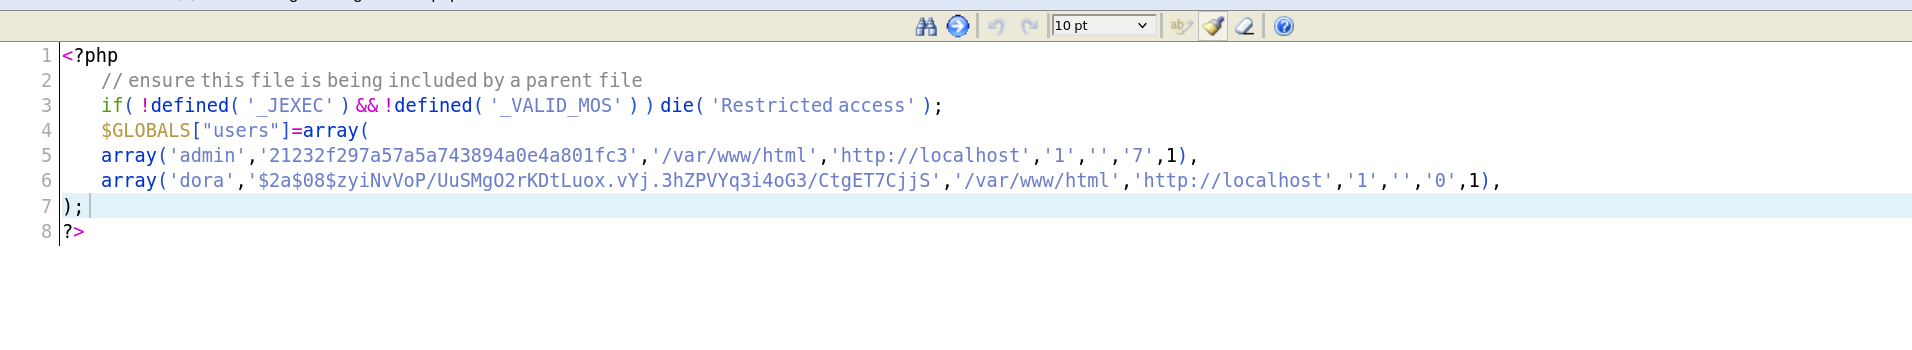 10 pt
1 <?php
2 // ensure this file is being included by a parent file
3 if( !defined( '_JEXEC' ) && !defined( '_VALID_MOS' ) ) die( 'Restricted access' );
4 $GLOBALS["users"]=array(
5 array('admin','21232f297a57a5a743894a0e4a801fc3','/var/www/html','http://localhost','1','','7',1),
6 array('dora','$2a$08$zyiNvVoP/UuSMgO2rKDtLuox.vYj.3hZPVYq3i4oG3/CtgET7CjjS','/var/www/html','http://localhost','1','','0',1),
7 );
8 ?>